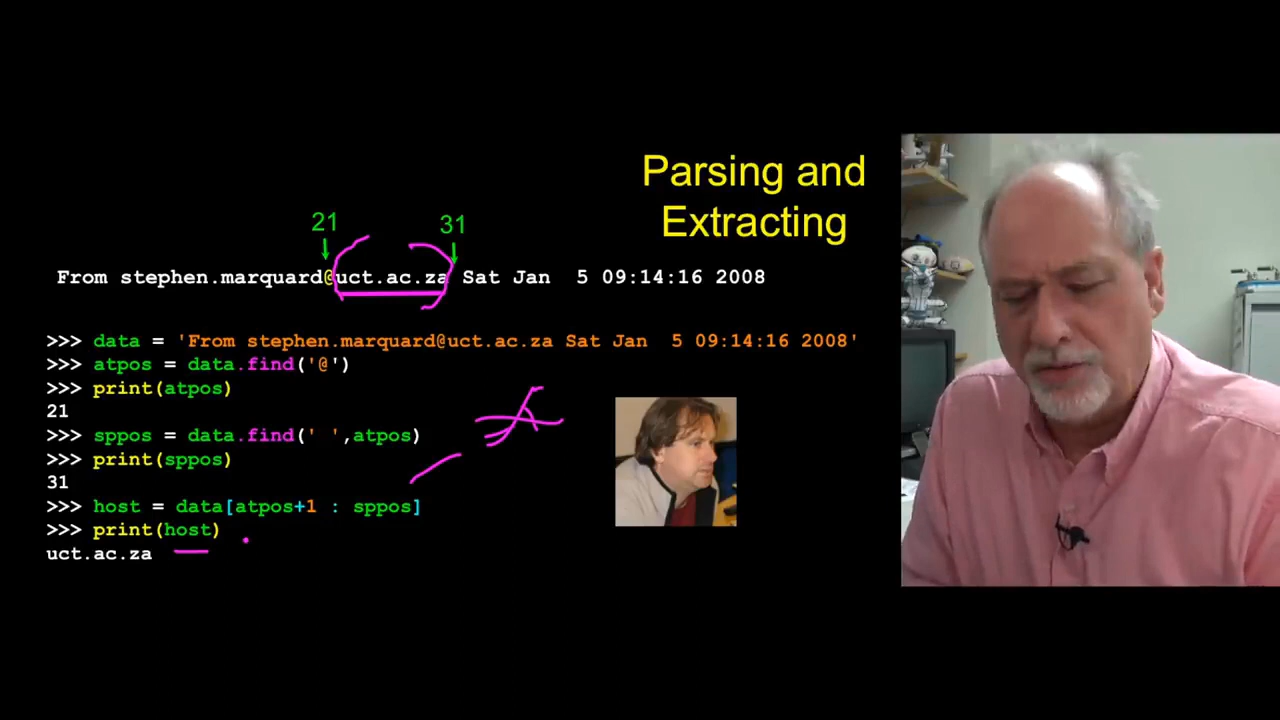 Parsing and
Extracting
21 31
From stephen.marquard@uct.ac.za Sat Jan  5 09:14:16 2008
>>> data = 'From stephen.marquard@uct.ac.za Sat Jan  5 09:14:16 2008'
>>> atpos = data.find('@')
>>> print(atpos)
21
>>> sppos = data.find(' ',atpos)
>>> print(sppos)
31
>>> host = data[atpos+1 : sppos]
>>> print(host)
uct.ac.za